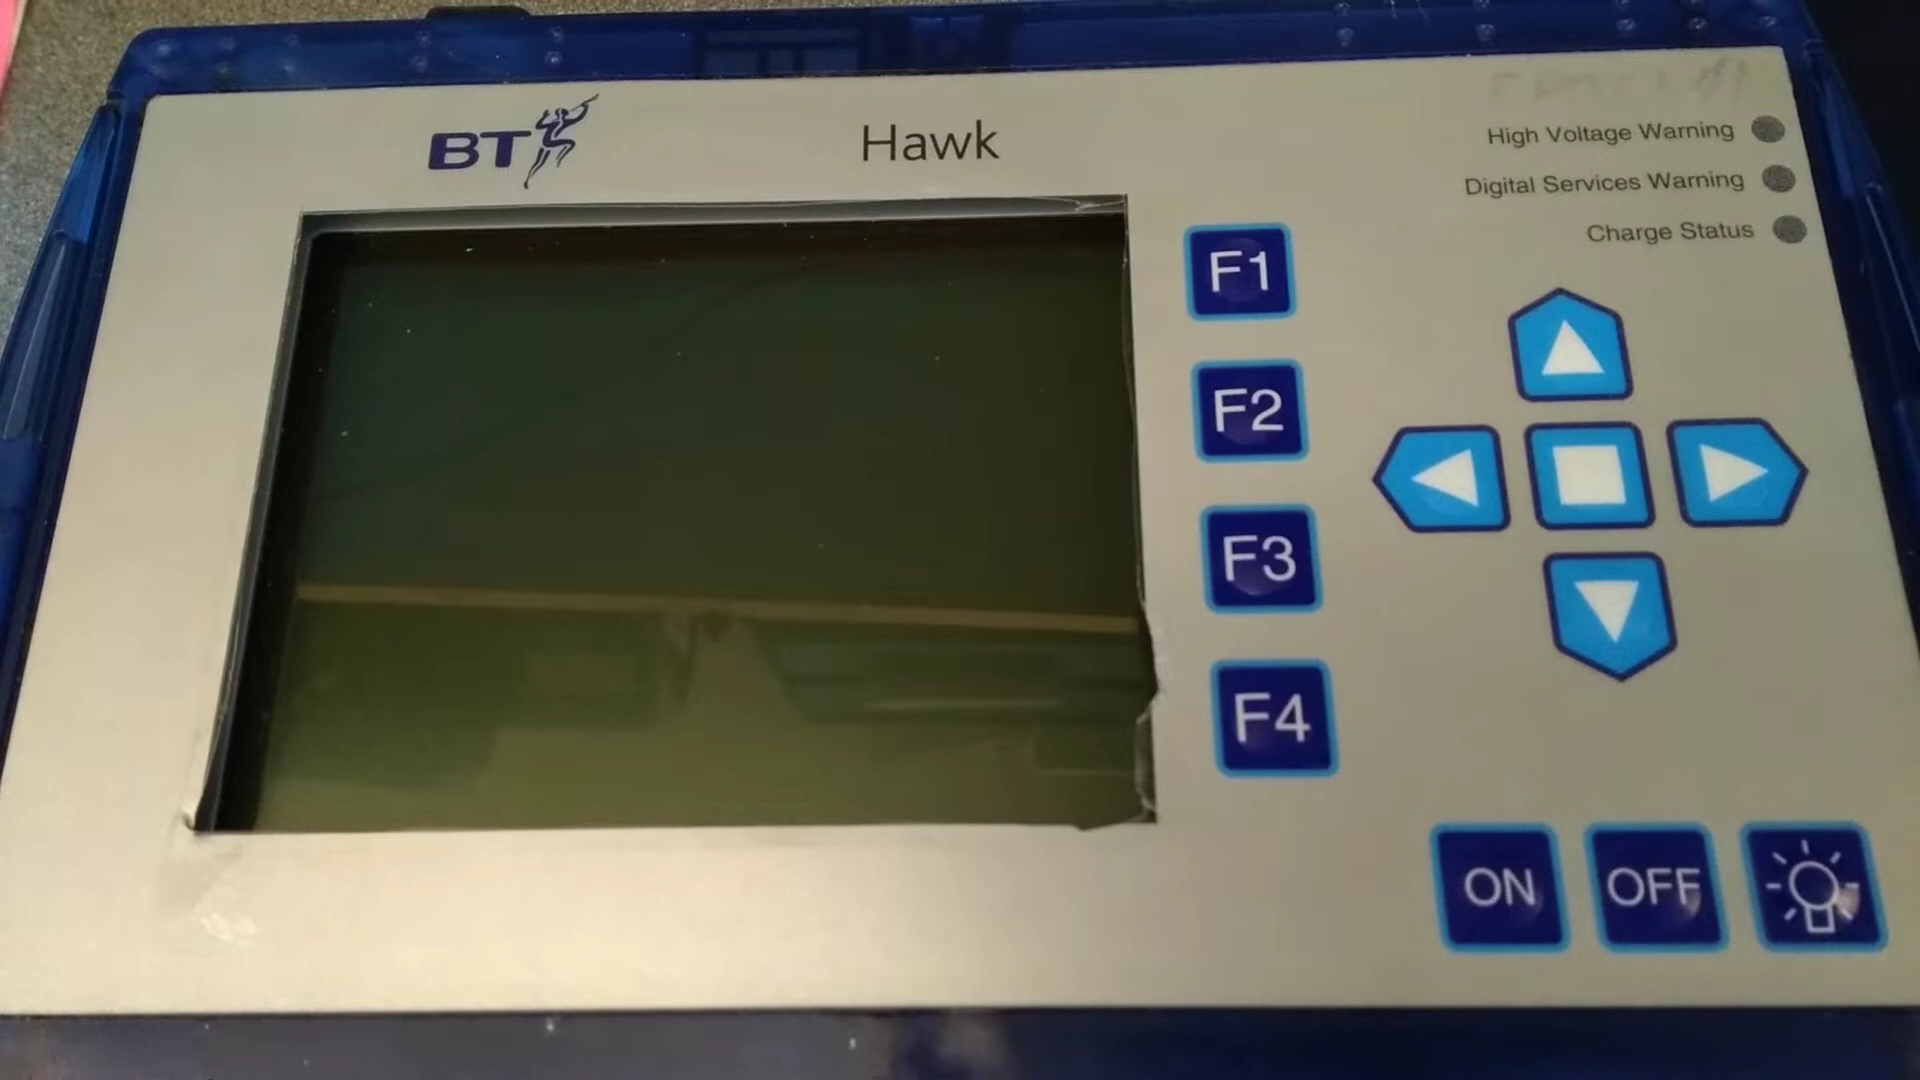 BT
Hawk
High Voltage Warning
Digital Services Warning
Charge Status
F1
F2
F3
F4
ON
OFF